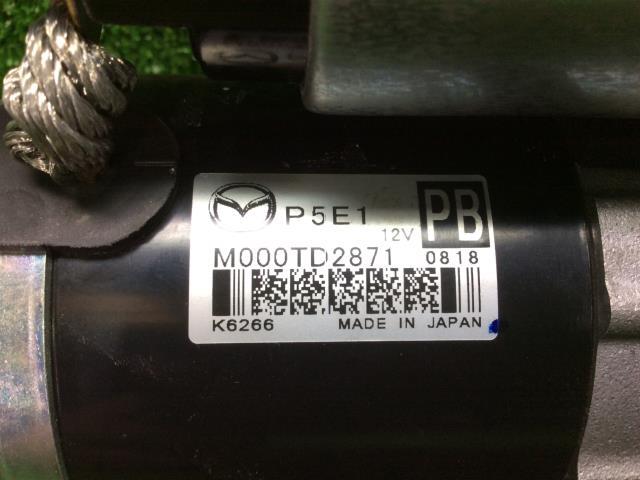 P5E1 12V PB
M000TD2871 0818
K6266 MADE IN JAPAN